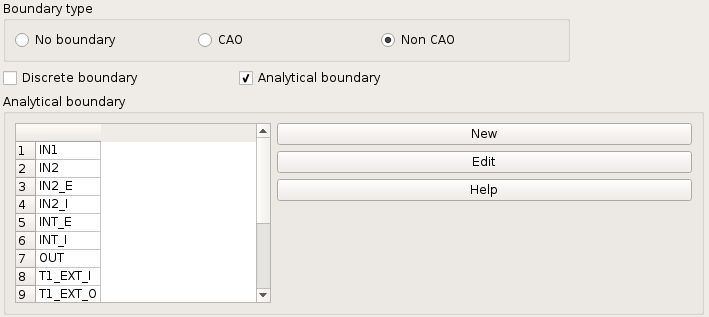 Boundary type
No boundary CAO Non CAO
Discrete boundary Analytical boundary
Analytical boundary
1 IN1
2 IN2
3 IN2_E
4 IN2_I
5 INT_E
6 INT_I
7 OUT
8 T1_EXT_I
9 T1_EXT_O
New
Edit
Help